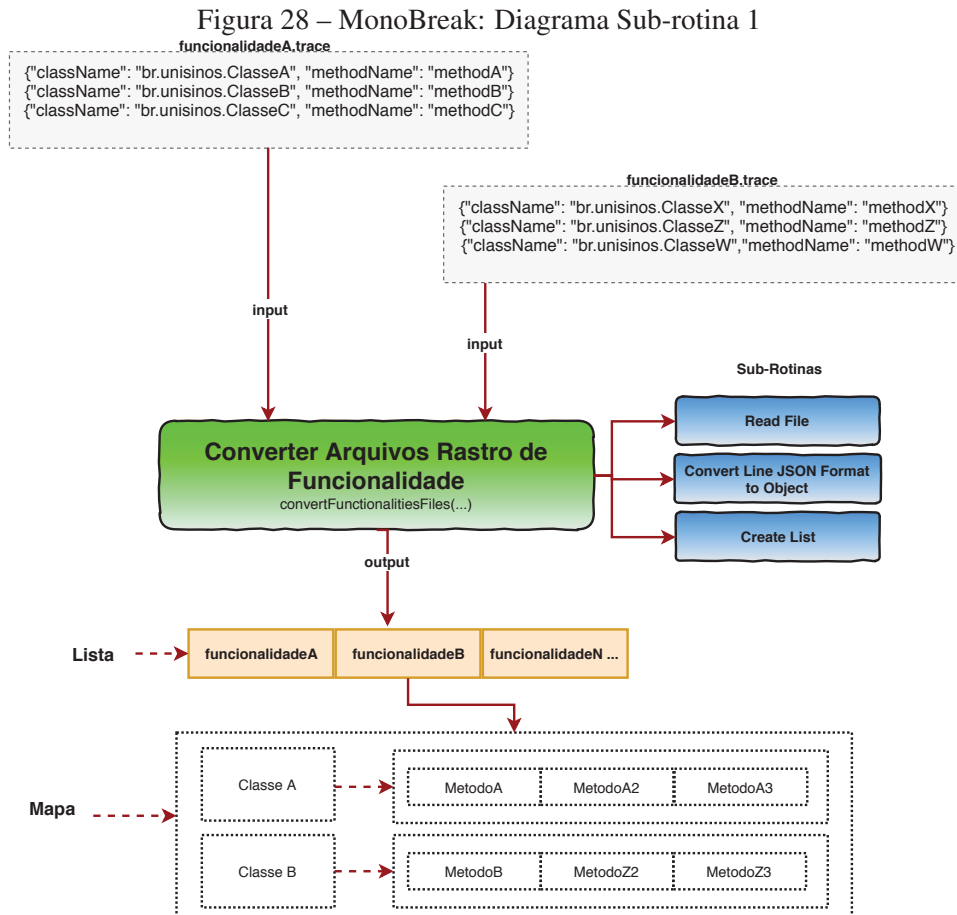 Figura 28 – MonoBreak: Diagrama Sub-rotina 1
funcionalidadeA.trace
{"className": "br.unisinos.ClasseA", "methodName": "methodA"}
{"className": "br.unisinos.ClasseB", "methodName": "methodB"}
{"className": "br.unisinos.ClasseC", "methodName": "methodC"}
funcionalidadeB.trace
{"className": "br.unisinos.ClasseX", "methodName": "methodX"}
{"className": "br.unisinos.ClasseZ", "methodName": "methodZ"}
{"className": "br.unisinos.ClasseW","methodName": "methodW"}
input
input
Sub-Rotinas
Converter Arquivos Rastro de
Funcionalidade
convertFunctionalitiesFiles(...)
Read File
Convert Line JSON Format
to Object
Create List
output
Lista
funcionalidadeA
funcionalidadeB
funcionalidadeN ...
Mapa
Classe A
MetodoA
MetodoA2
MetodoA3
Classe B
MetodoB
MetodoZ2
MetodoZ3